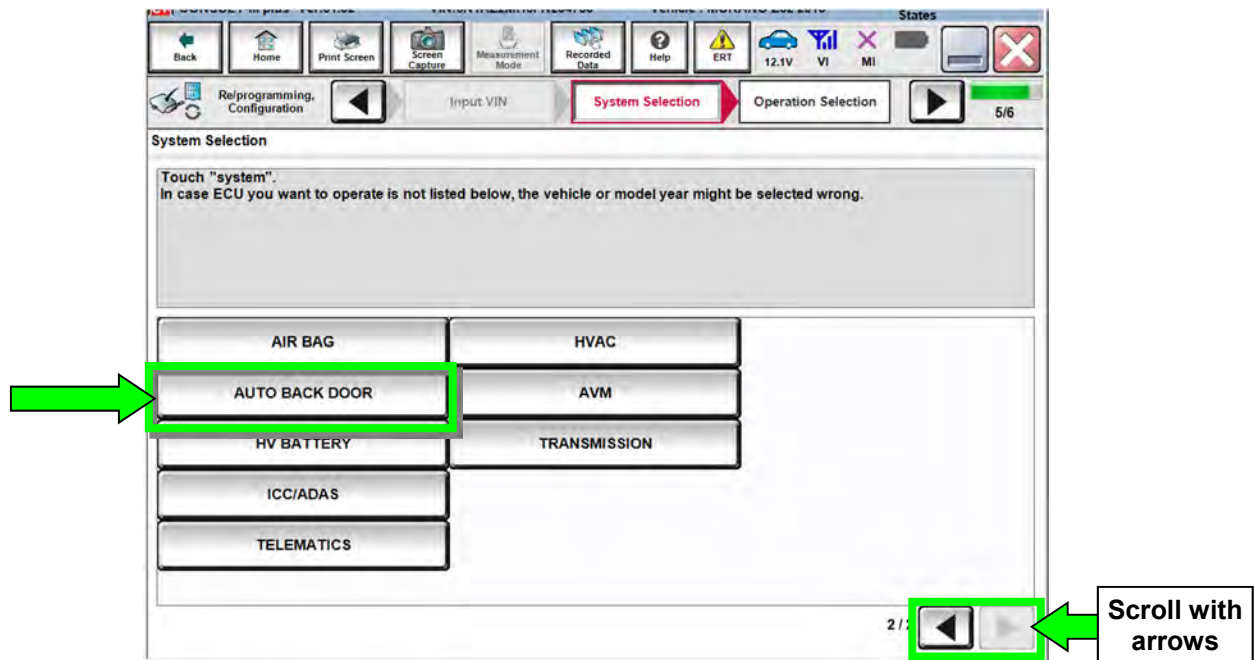 States
Back
Home
Print Screen
Screen
Capture
Measurement
Mode
Recorded
Data
Help
ERT
12.1V
VI
MI
Re/programming,
Configuration
Input VIN
System Selection
Operation Selection
5/6
System Selection
Touch "system".
In case ECU you want to operate is not listed below, the vehicle or model year might be selected wrong.
AIR BAG
HVAC
AUTO BACK DOOR
AVM
HV BATTERY
TRANSMISSION
ICC/ADAS
TELEMATICS
2/
Scroll with
arrows